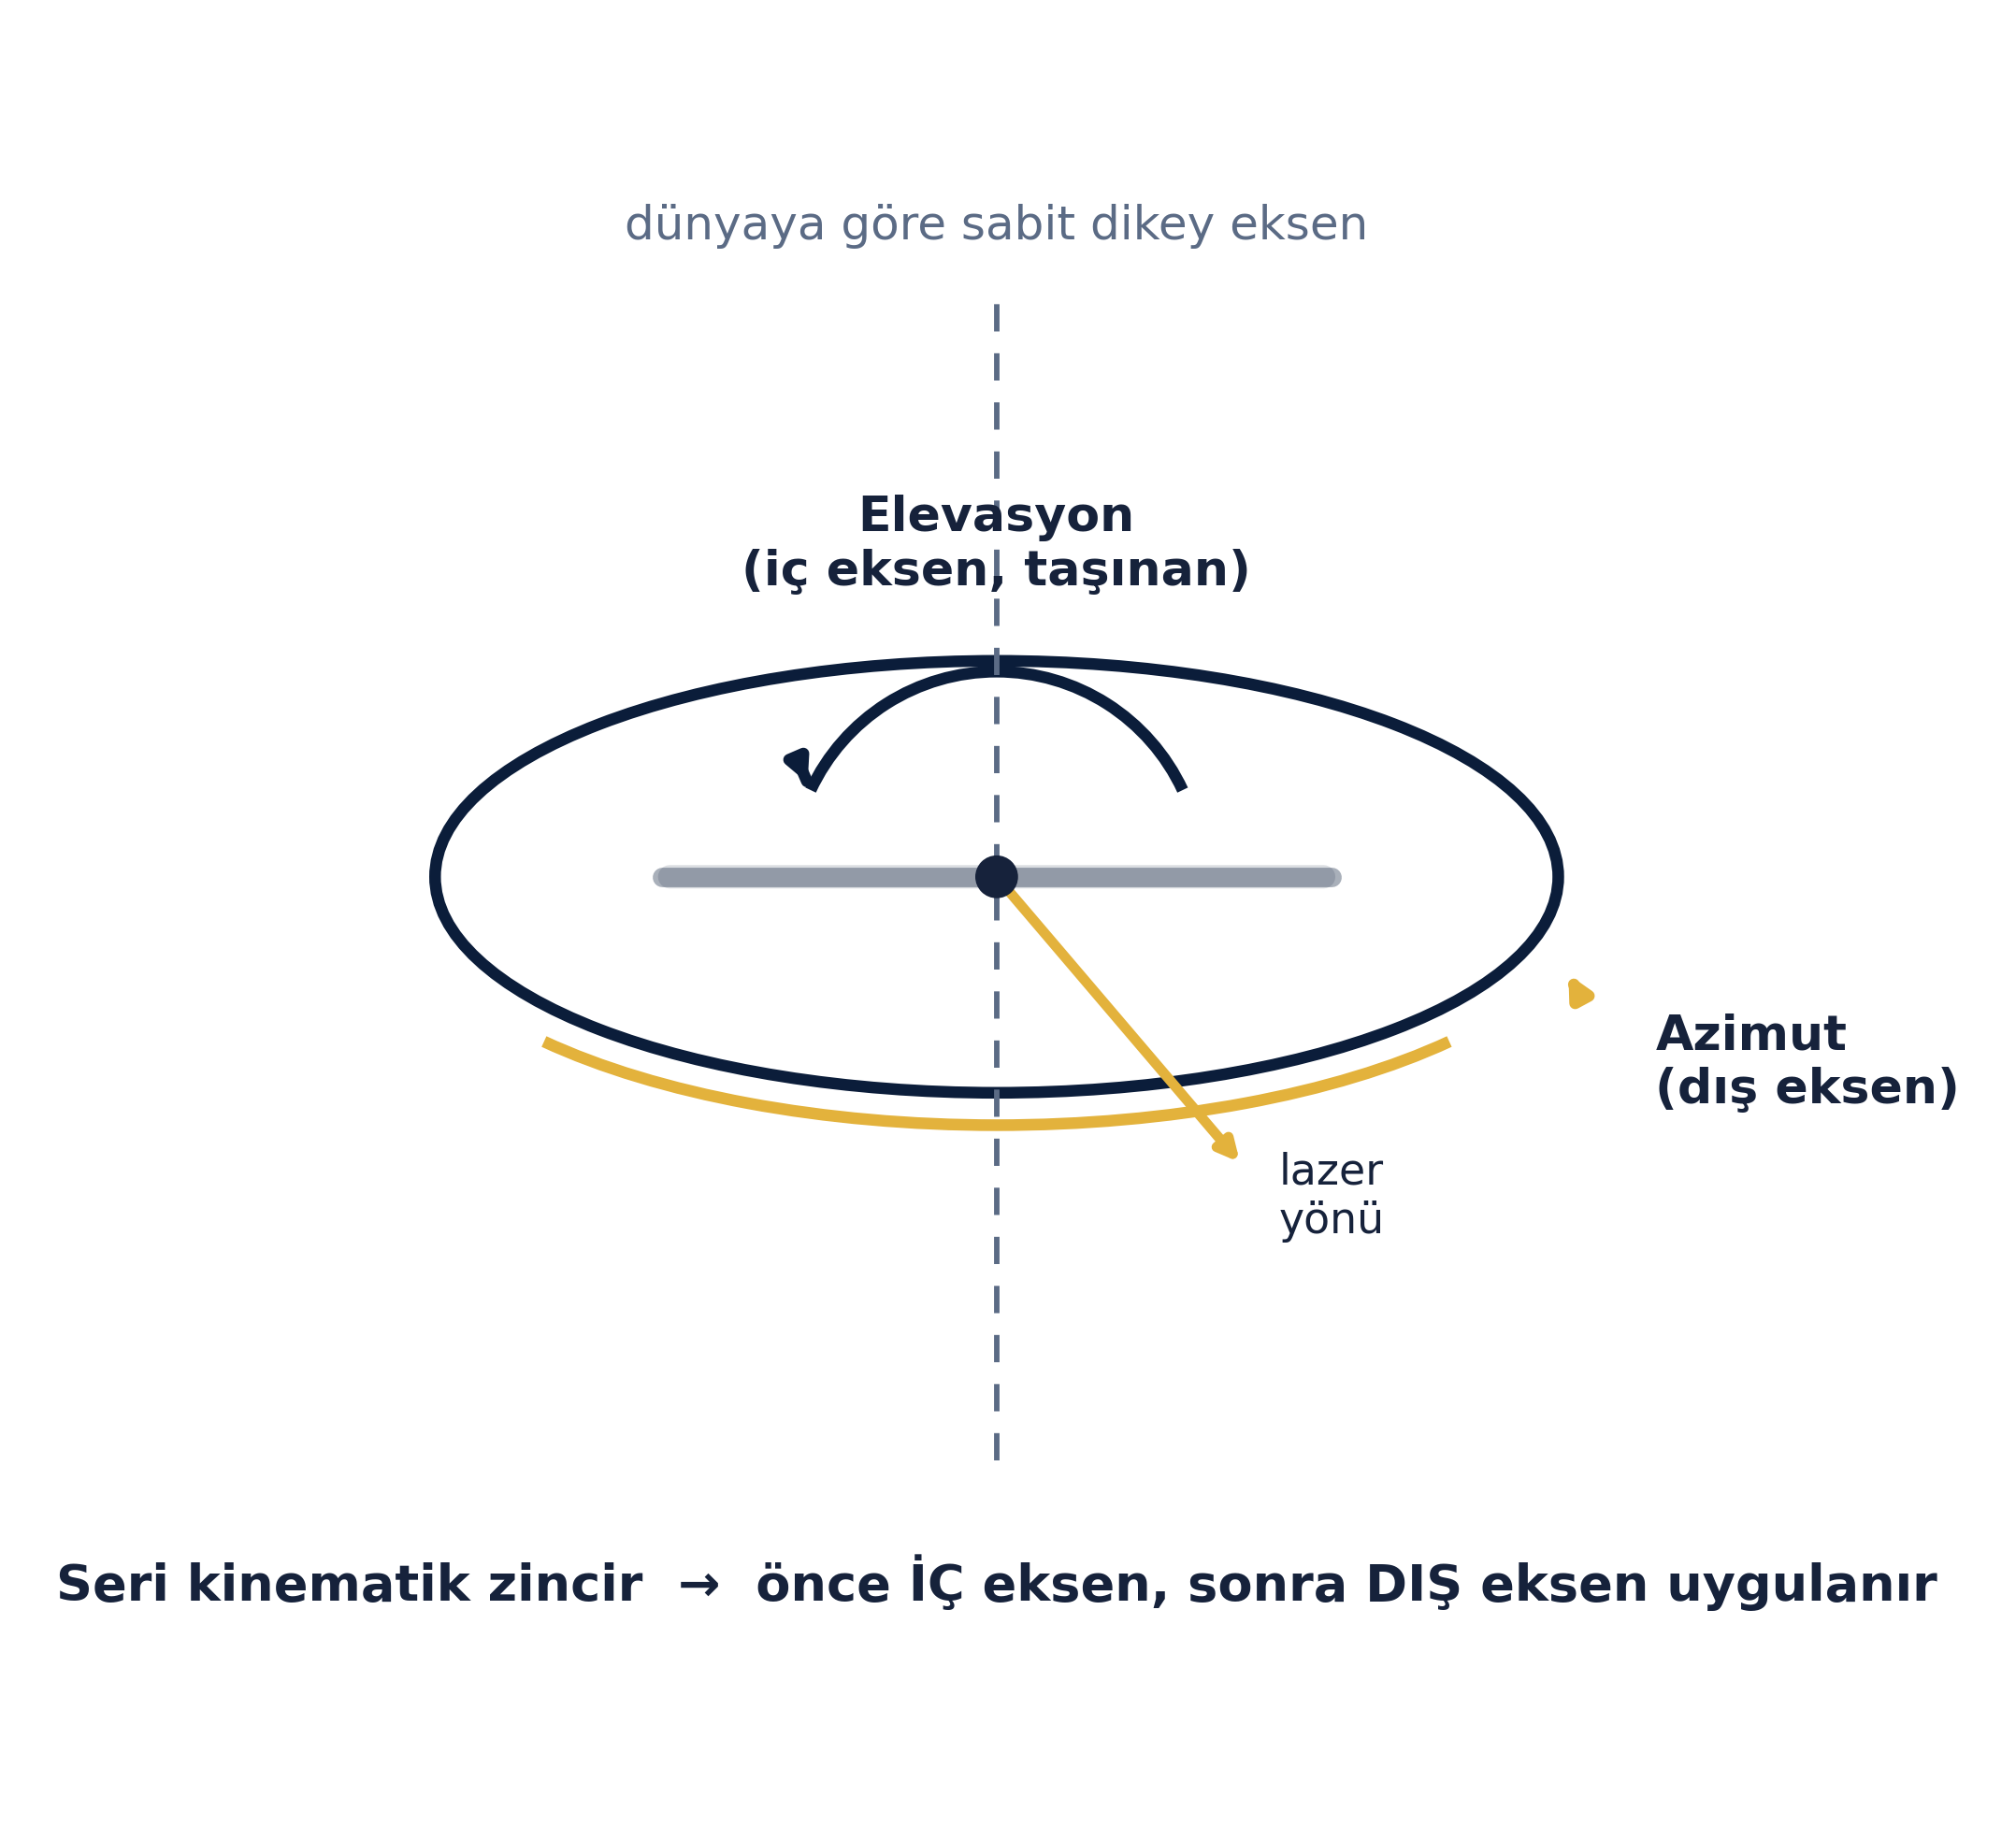 dünyaya göre sabit dikey eksen
Elevasyon
(iç eksen, taşınan)
Azimut
(dış eksen)
lazer
yönü
Seri kinematik zincir → önce İÇ eksen, sonra DIŞ eksen uygulanır